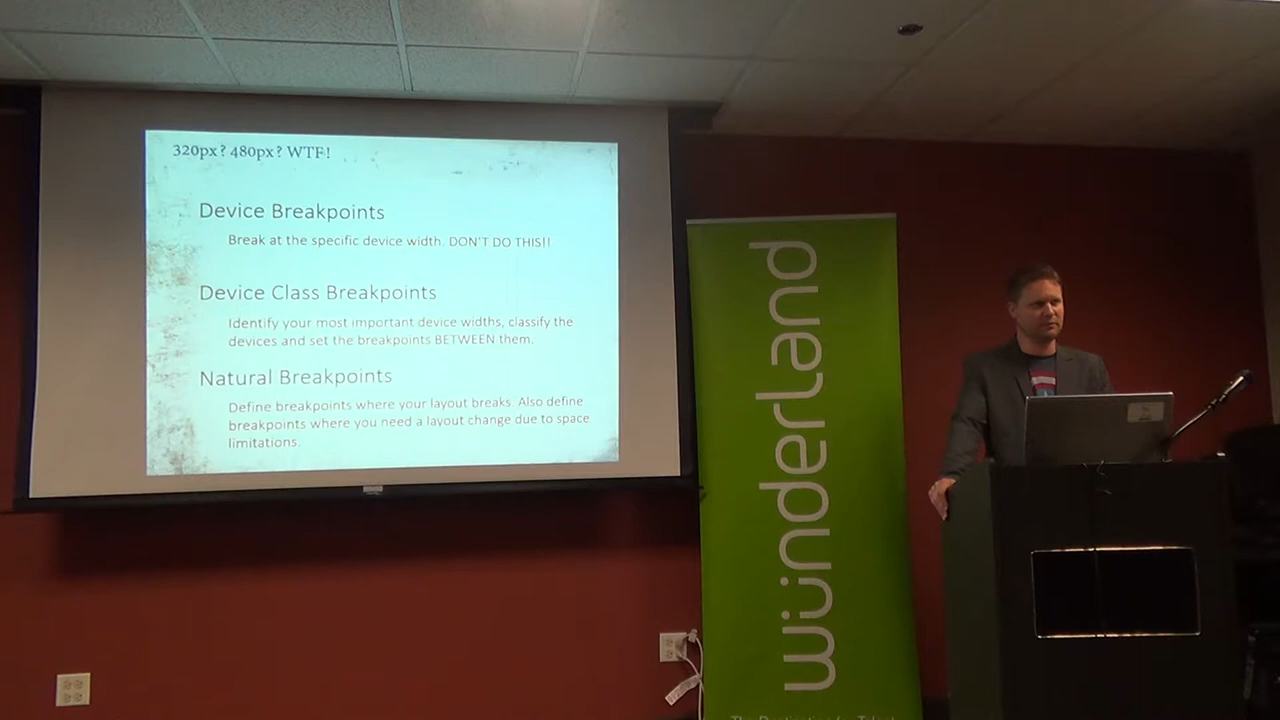 320px? 480px? WTF!
Device Breakpoints
Break at the specific device width. DON'T DO THIS!!
Device Class Breakpoints
Identify your most important device widths, classify the
devices and set the breakpoints BETWEEN them.
Natural Breakpoints
Define breakpoints where your layout breaks. Also define
breakpoints where you need a layout change due to space
limitations.
wünderland